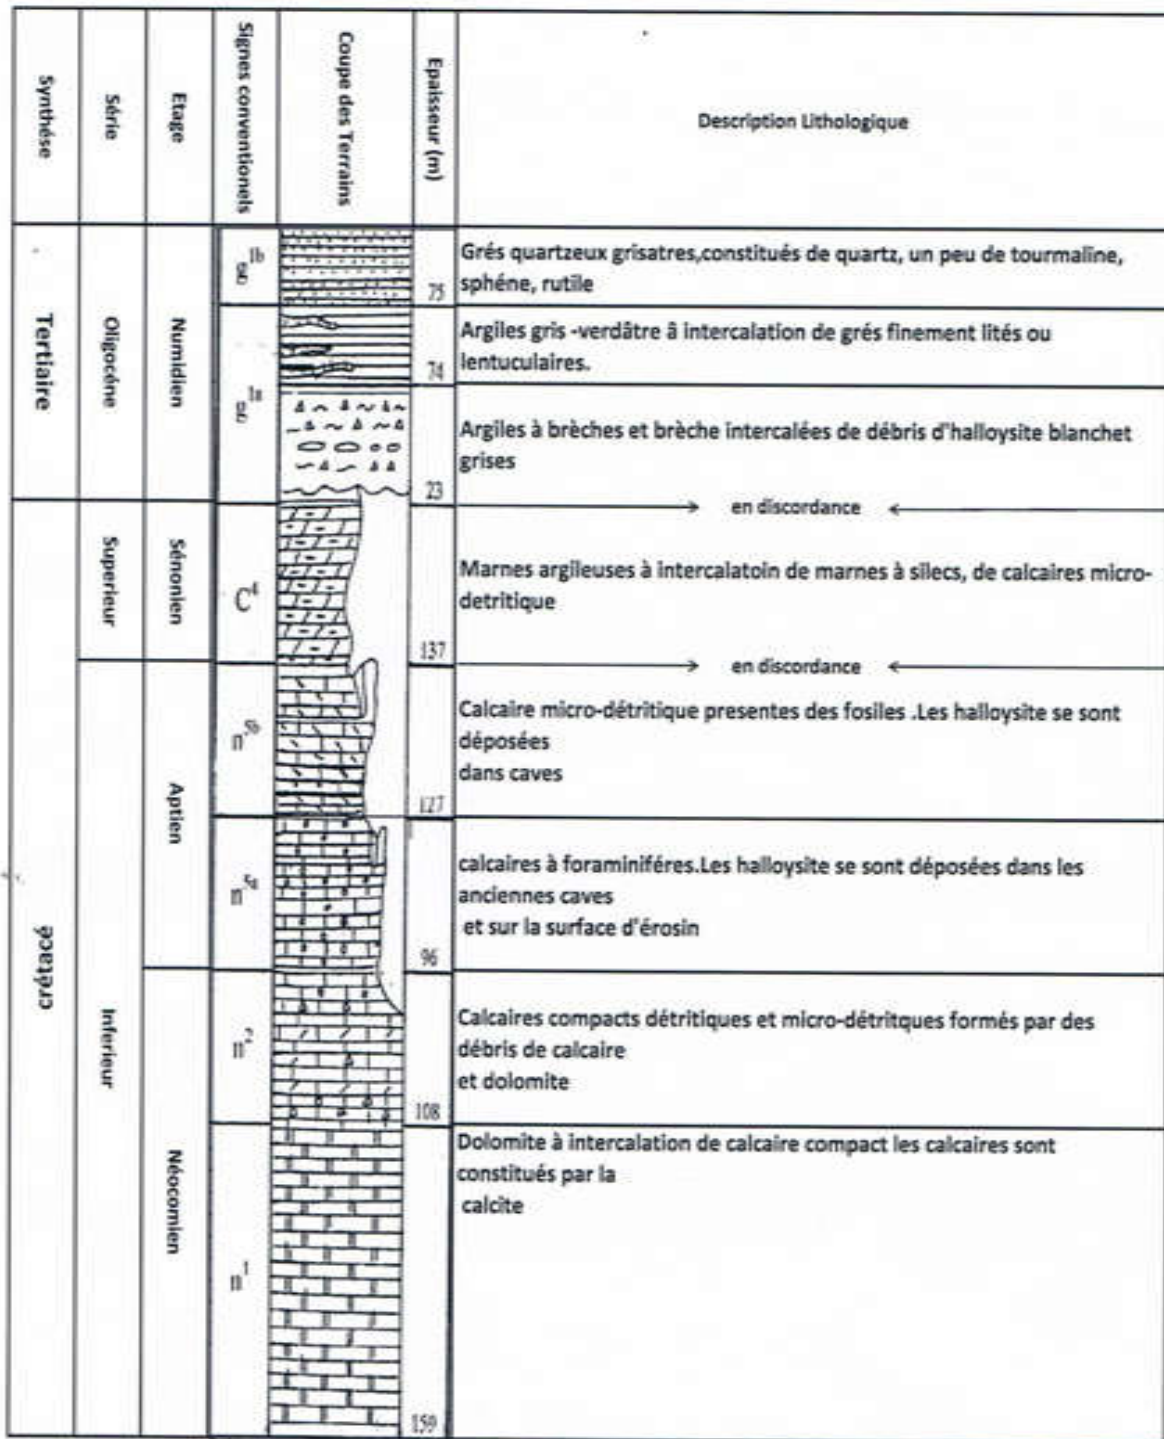 Synthése
Série
Etage
Signes conventionels
Coupe des Terrains
Epaisseur (m)
Description Lithologique
Tertiaire
Oligocéne
Numidien
g1b
75
Grés quartzeux grisatres,constitués de quartz, un peu de tourmaline,
sphéne, rutile
g1a
74
Argiles gris -verdâtre â intercalation de grés finement lités ou
lentuculaires.
23
Argiles à brèches et brèche intercalées de débris d'halloysite blanchet
grises
en discordance
crétacé
Superieur
Sénonien
C4
137
Marnes argileuses à intercalatoin de marnes à silecs, de calcaires micro-
detritique
en discordance
Inferieur
Aptien
n5b
127
Calcaire micro-détritique presentes des fosiles .Les halloysite se sont
déposées
dans caves
n5a
96
calcaires à foraminiféres.Les halloysite se sont déposées dans les
anciennes caves
et sur la surface d'érosin
Néocomien
n2
108
Calcaires compacts détritiques et micro-détritques formés par des
débris de calcaire
et dolomite
n1
159
Dolomite à intercalation de calcaire compact les calcaires sont
constitués par la
calcite